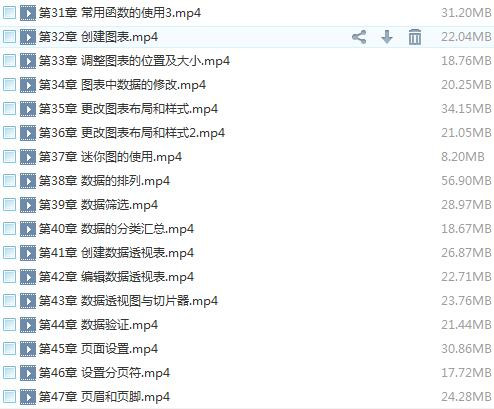 第31章 常用函数的使用3.mp4 31.20MB
第32章 创建图表.mp4 22.04MB
第33章 调整图表的位置及大小.mp4 18.76MB
第34章 图表中数据的修改.mp4 20.25MB
第35章 更改图表布局和样式.mp4 34.15MB
第36章 更改图表布局和样式2.mp4 21.05MB
第37章 迷你图的使用.mp4 8.20MB
第38章 数据的排列.mp4 56.90MB
第39章 数据筛选.mp4 28.97MB
第40章 数据的分类汇总.mp4 18.67MB
第41章 创建数据透视表.mp4 26.87MB
第42章 编辑数据透视表.mp4 22.71MB
第43章 数据透视图与切片器.mp4 23.76MB
第44章 数据验证.mp4 21.44MB
第45章 页面设置.mp4 30.86MB
第46章 设置分页符.mp4 17.72MB
第47章 页眉和页脚.mp4 24.28MB